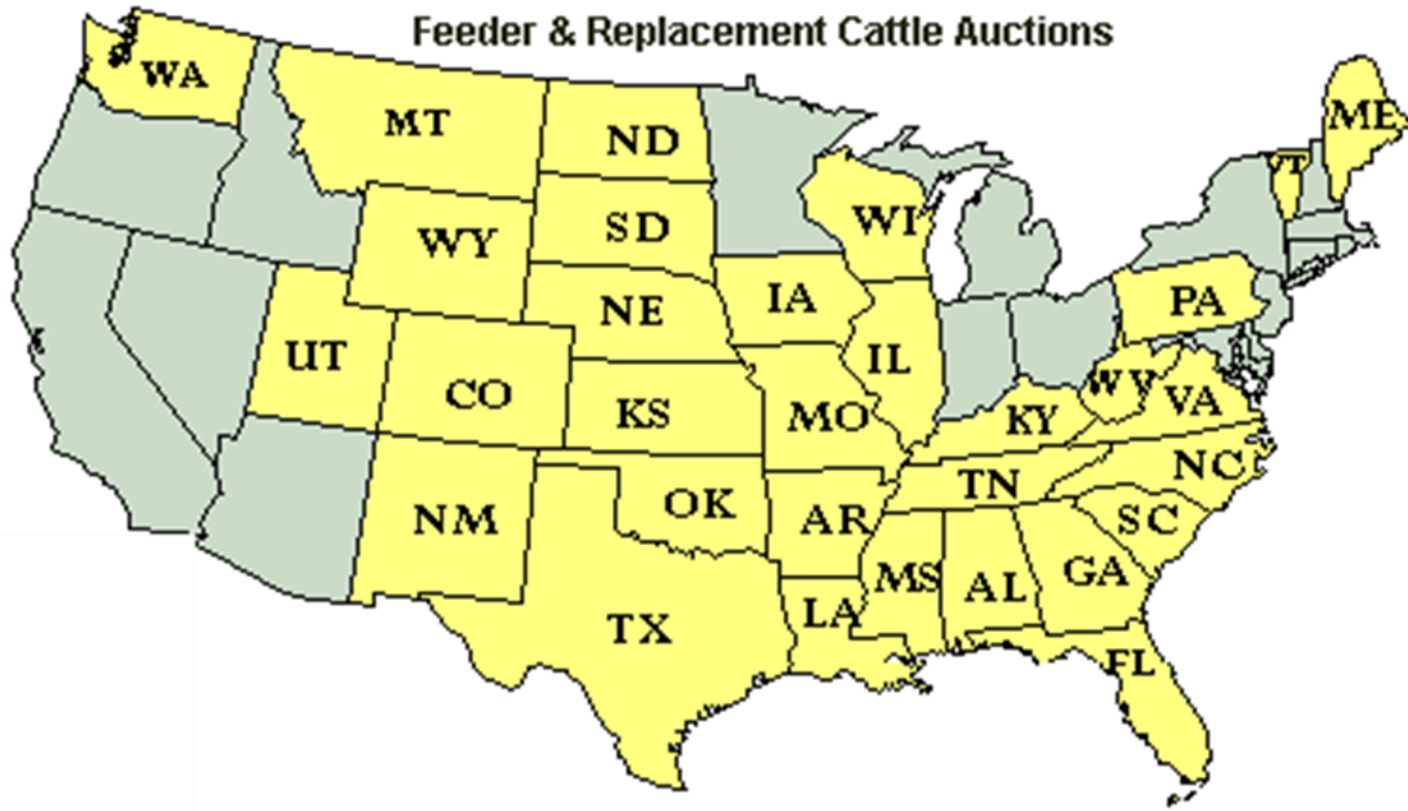 Feeder & Replacement Cattle Auctions
WA
MT
ND
ME
VT
SD
WI
WY
IA
PA
NE
UT
IL
CO
WV
KS
MO
KY
VA
NC
TN
OK
NM
AR
SC
MS
AL
GA
LA
TX
FL